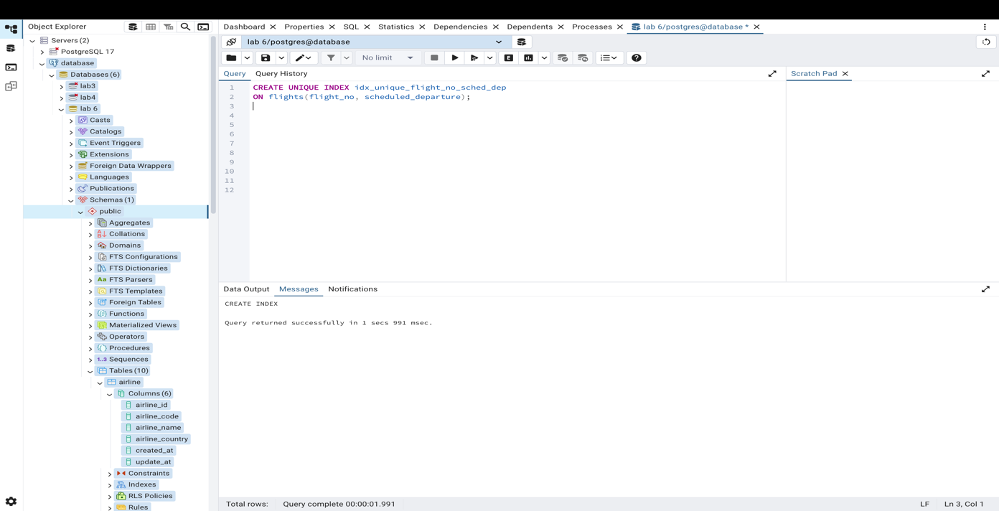 Object Explorer
Dashboard
Properties
SQL
Statistics
Dependencies
Dependents
Processes
lab 6/postgres@database *
lab 6/postgres@database
No limit
E
Query
Query History
Scratch Pad
1
CREATE UNIQUE INDEX idx_unique_flight_no_sched_dep
2
ON flights(flight_no, scheduled_departure);
3
4
5
6
7
8
9
10
11
12
Data Output
Messages
Notifications
CREATE INDEX
Query returned successfully in 1 secs 991 msec.
Servers (2)
PostgreSQL 17
database
Databases (6)
lab3
lab4
lab 6
Casts
Catalogs
Event Triggers
Extensions
Foreign Data Wrappers
Languages
Publications
Schemas (1)
public
Aggregates
Collations
Domains
FTS Configurations
FTS Dictionaries
Aa FTS Parsers
FTS Templates
Foreign Tables
Functions
Materialized Views
Operators
Procedures
1..3 Sequences
Tables (10)
airline
Columns (6)
airline_id
airline_code
airline_name
airline_country
created_at
update_at
Constraints
Indexes
RLS Policies
Rules
Total rows:
Query complete 00:00:01.991
LF
Ln 3, Col 1